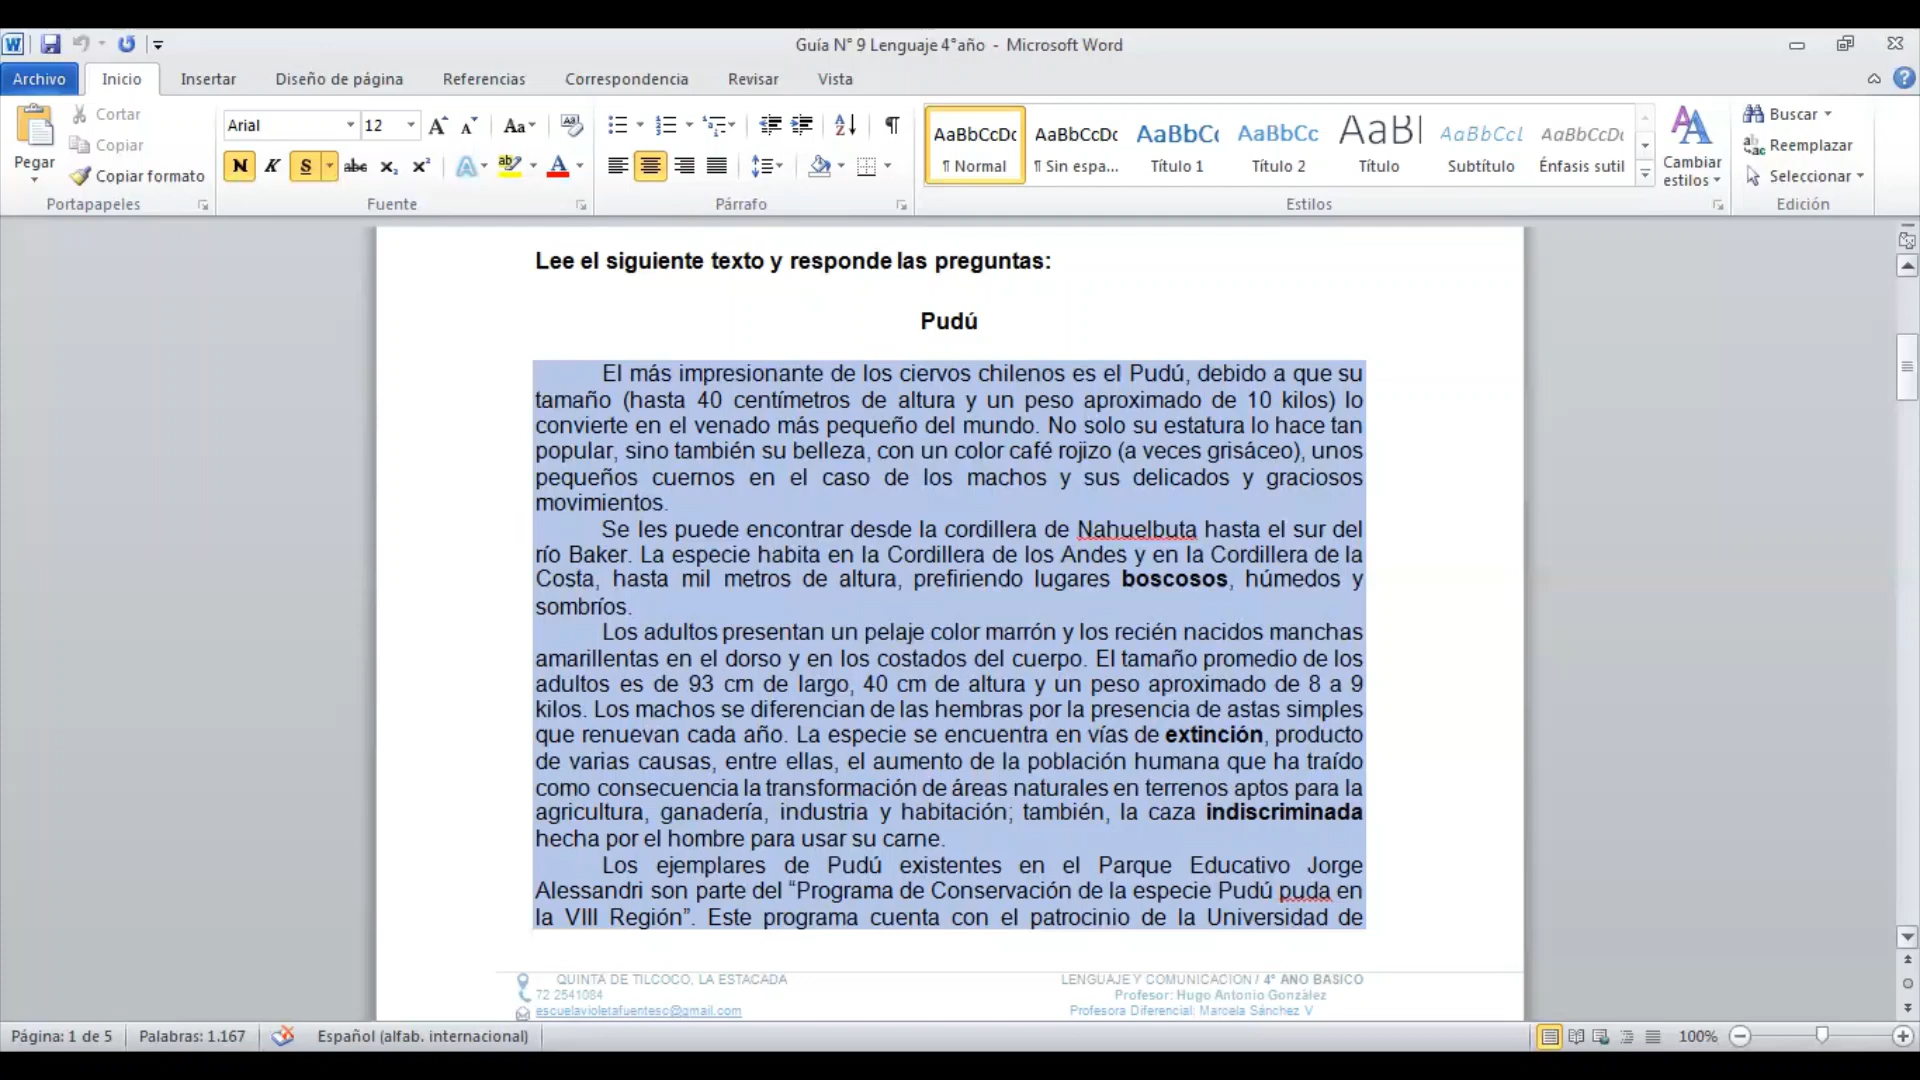 Guía N° 9 Lenguaje 4°año - Microsoft Word
Archivo Inicio Insertar Diseño de página Referencias Correspondencia Revisar Vista
Pegar
Cortar
Copiar
Copiar formato
Portapapeles
Arial 12
Fuente
Párrafo
AaBbCcDc AaBbCcDc AaBbC AaBbCc AaB AaBbCcL AaBbCcDc
¶ Normal ¶ Sin espa... Título 1 Título 2 Título Subtítulo Énfasis sutil
Cambiar estilos
Estilos
Buscar
Reemplazar
Seleccionar
Edición
Lee el siguiente texto y responde las preguntas:
Pudú
El más impresionante de los ciervos chilenos es el Pudú, debido a que su
tamaño (hasta 40 centímetros de altura y un peso aproximado de 10 kilos) lo
convierte en el venado más pequeño del mundo. No solo su estatura lo hace tan
popular, sino también su belleza, con un color café rojizo (a veces grisáceo), unos
pequeños cuernos en el caso de los machos y sus delicados y graciosos
movimientos.
Se les puede encontrar desde la cordillera de Nahuelbuta hasta el sur del
río Baker. La especie habita en la Cordillera de los Andes y en la Cordillera de la
Costa, hasta mil metros de altura, prefiriendo lugares boscosos, húmedos y
sombríos.
Los adultos presentan un pelaje color marrón y los recién nacidos manchas
amarillentas en el dorso y en los costados del cuerpo. El tamaño promedio de los
adultos es de 93 cm de largo, 40 cm de altura y un peso aproximado de 8 a 9
kilos. Los machos se diferencian de las hembras por la presencia de astas simples
que renuevan cada año. La especie se encuentra en vías de extinción, producto
de varias causas, entre ellas, el aumento de la población humana que ha traído
como consecuencia la transformación de áreas naturales en terrenos aptos para la
agricultura, ganadería, industria y habitación; también, la caza indiscriminada
hecha por el hombre para usar su carne.
Los ejemplares de Pudú existentes en el Parque Educativo Jorge
Alessandri son parte del “Programa de Conservación de la especie Pudú puda en
la VIII Región”. Este programa cuenta con el patrocinio de la Universidad de
QUINTA DE TILCOCO, LA ESTACADA
72 2541084
escuelavioletafuentesc@gmail.com
LENGUAJE Y COMUNICACION / 4° AÑO BASICO
Profesor: Hugo Antonio González
Profesora Diferencial: Marcela Sánchez V
Página: 1 de 5 Palabras: 1.167 Español (alfab. internacional) 100%